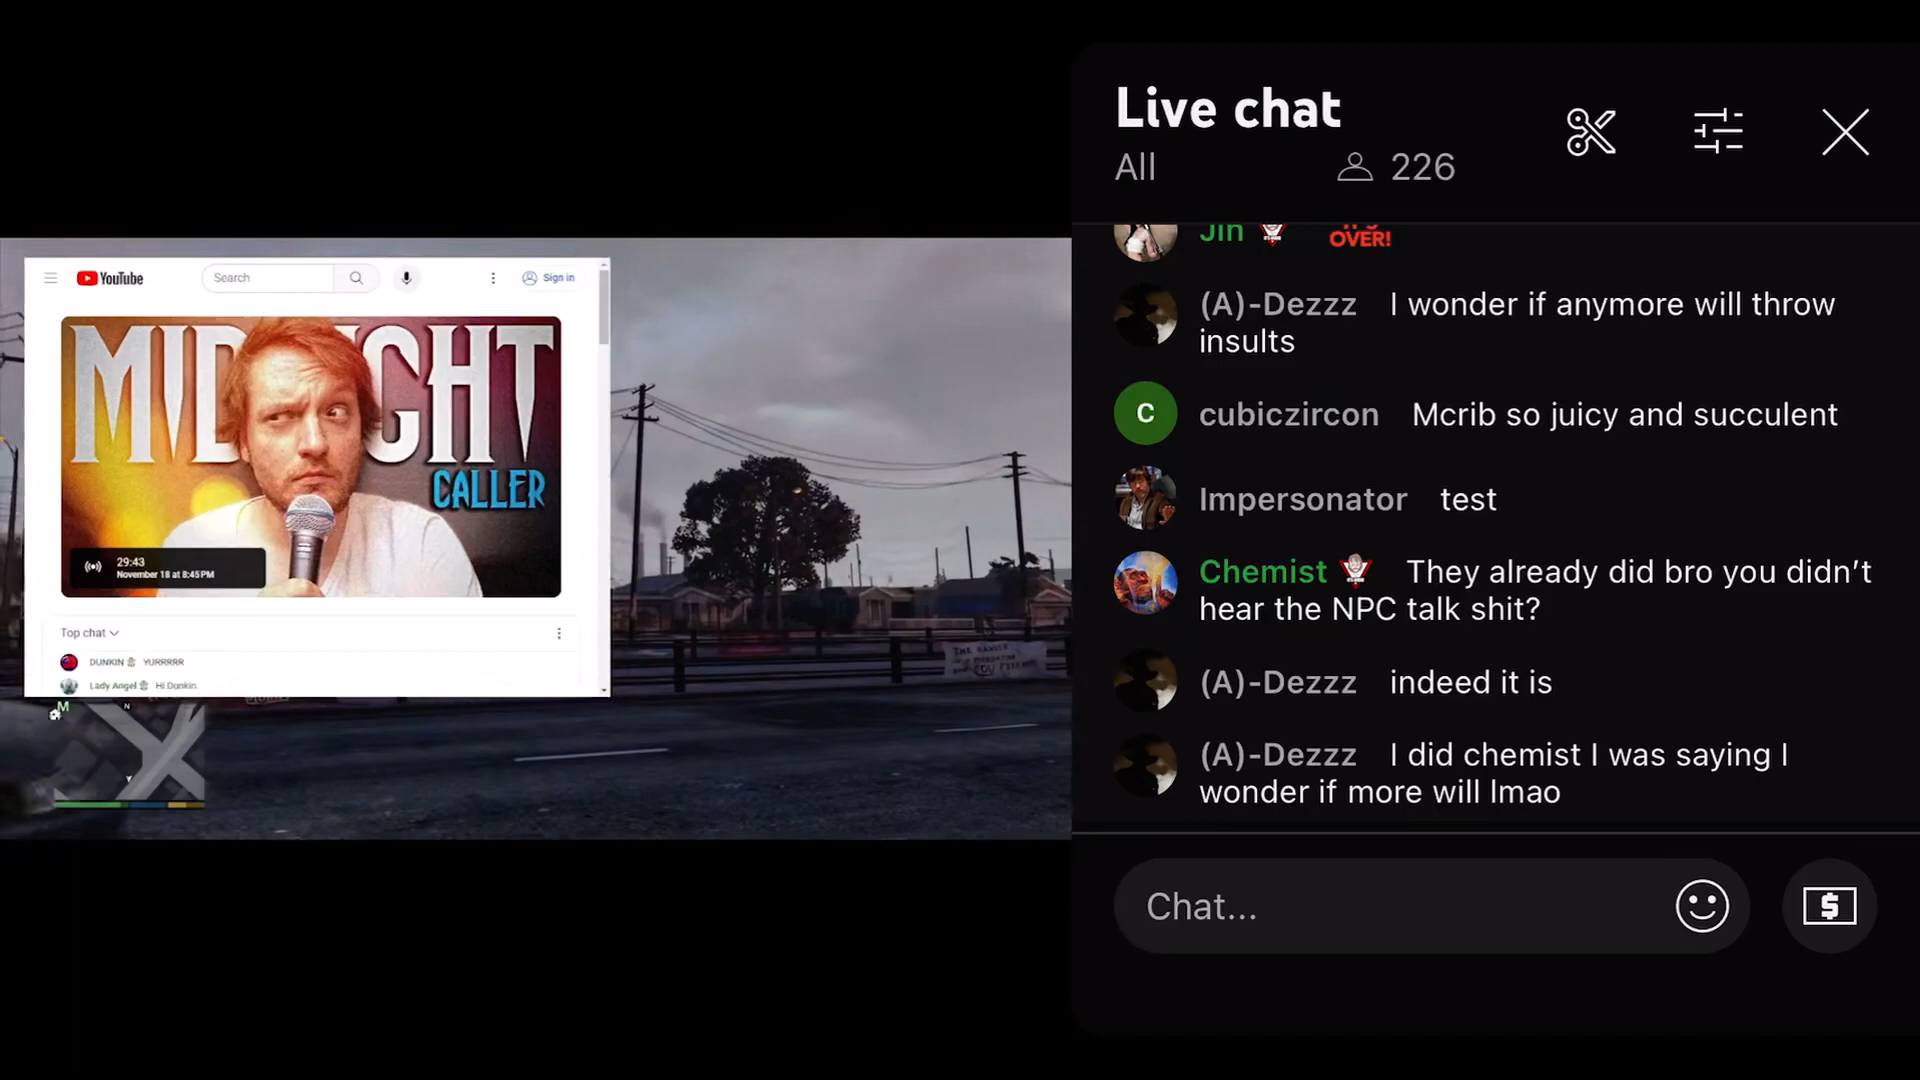 YouTube
Search
Sign in
MIDNIGHT
CALLER
29:43
November 18 at 8:45 PM
Top chat
DUNKIN YURRRRR
Lady Angel Hi Dunkin.
M
N
Live chat
All 226
Jin OVER!
(A)-Dezzz I wonder if anymore will throw
insults
C
cubiczircon Mcrib so juicy and succulent
Impersonator test
Chemist They already did bro you didn't
hear the NPC talk shit?
(A)-Dezzz indeed it is
(A)-Dezzz I did chemist I was saying I
wonder if more will lmao
Chat...
$